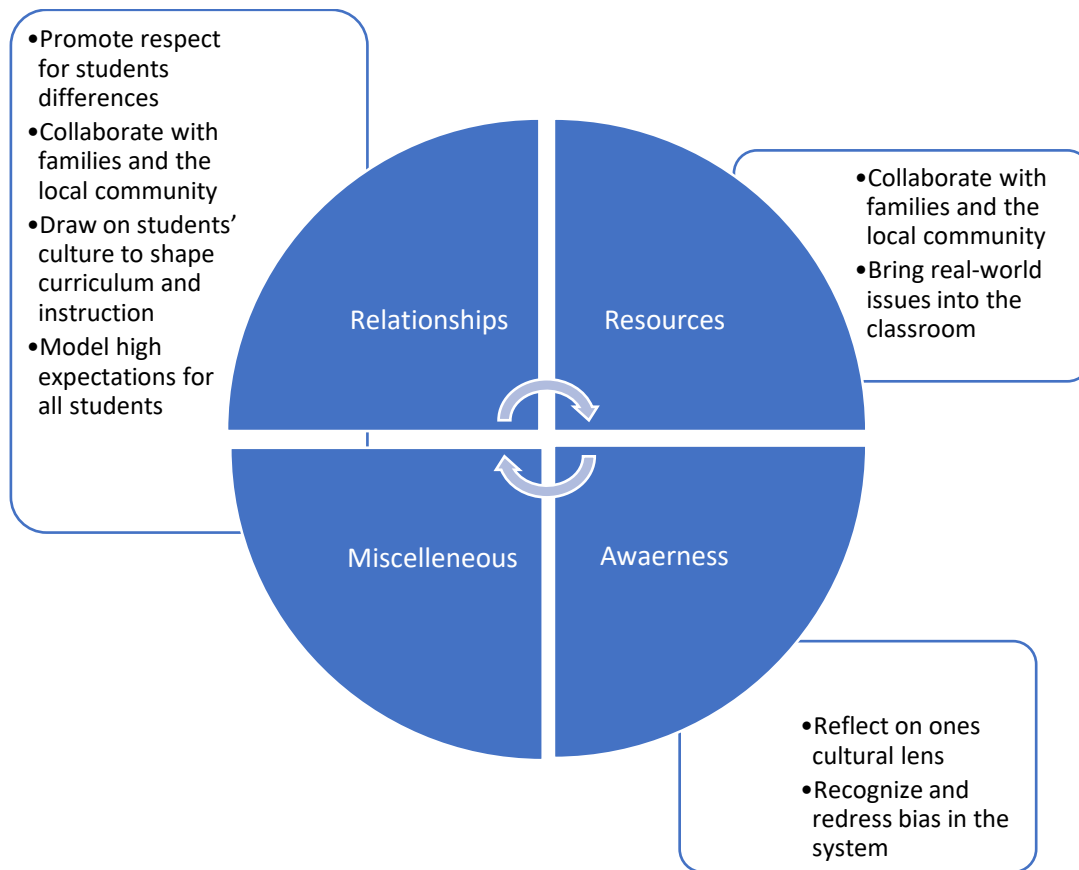 •Promote respect
for students
differences
•Collaborate with
families and the
local community
•Draw on students’
culture to shape
curriculum and
instruction
•Model high
expectations for
all students
Relationships
Resources
•Collaborate with
families and the
local community
•Bring real-world
issues into the
classroom
Miscelleneous
Awaerness
•Reflect on ones
cultural lens
•Recognize and
redress bias in the
system